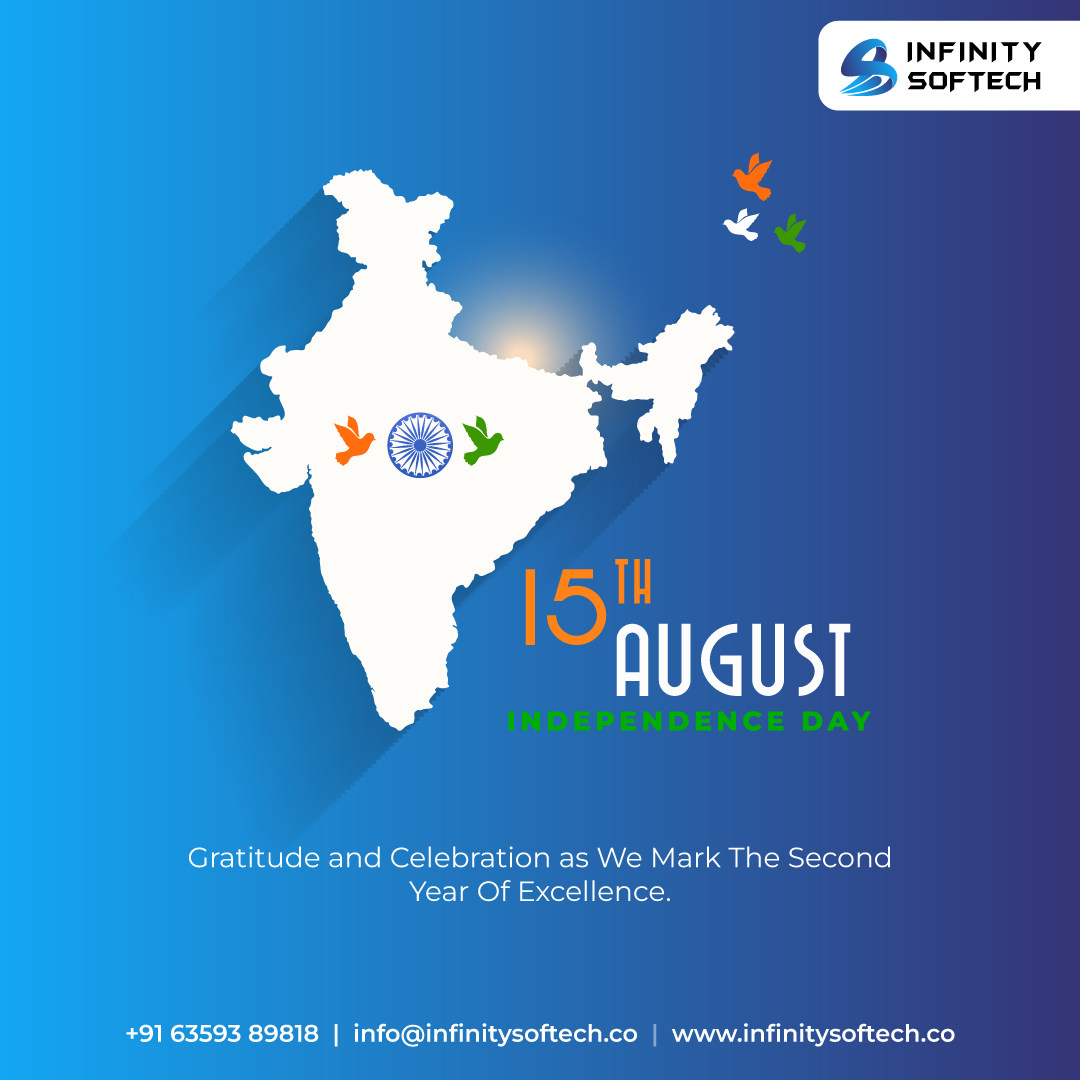 INFINITY
SOFTECH
15TH
AUGUST
INDEPENDENCE DAY
Gratitude and Celebration as We Mark The Second
Year Of Excellence.
+91 63593 89818 | info@infinitysoftech.co | www.infinitysoftech.co